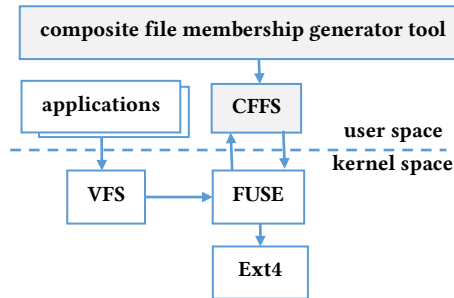 composite file membership generator tool
applications
CFFS
user space
kernel space
VFS
FUSE
Ext4